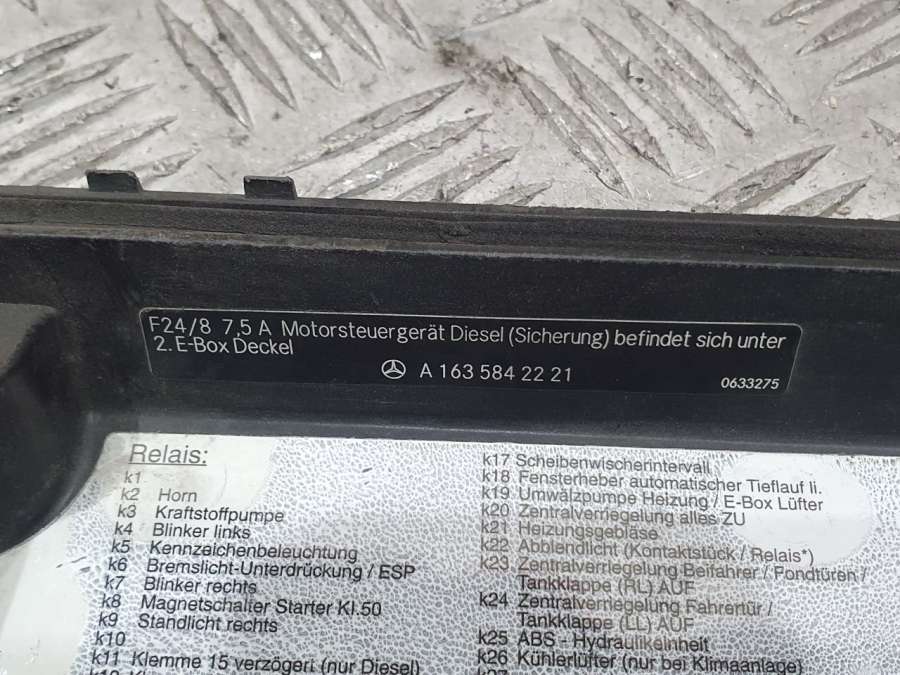 F24/8 7,5 A Motorsteuergerät Diesel (Sicherung) befindet sich unter
2. E-Box Deckel
A 163 584 22 21
0633275
Relais:
k1
k2 Horn
k3 Kraftstoffpumpe
k4 Blinker links
k5 Kennzeichenbeleuchtung
k6 Bremslicht-Unterdrückung / ESP
k7 Blinker rechts
k8 Magnetschalter Starter Kl.50
k9 Standlicht rechts
k10
k11 Klemme 15 verzögert (nur Diesel)
k17 Scheibenwischerintervall
k18 Fensterheber automatischer Tieflauf li.
k19 Umwälzpumpe Heizung / E-Box Lüfter
k20 Zentralverriegelung alles ZU
k21 Heizungsgebläse
k22 Abblendlicht (Kontaktstück / Relais*)
k23 Zentralverriegelung Beifahrer / Fondtüren /
Tankklappe (RL) AUF
k24 Zentralverriegelung Fahrertür /
Tankklappe (LL) AUF
k25 ABS - Hydraulikeinheit
k26 Kühlerlüfter (nur bei Klimaanlage)